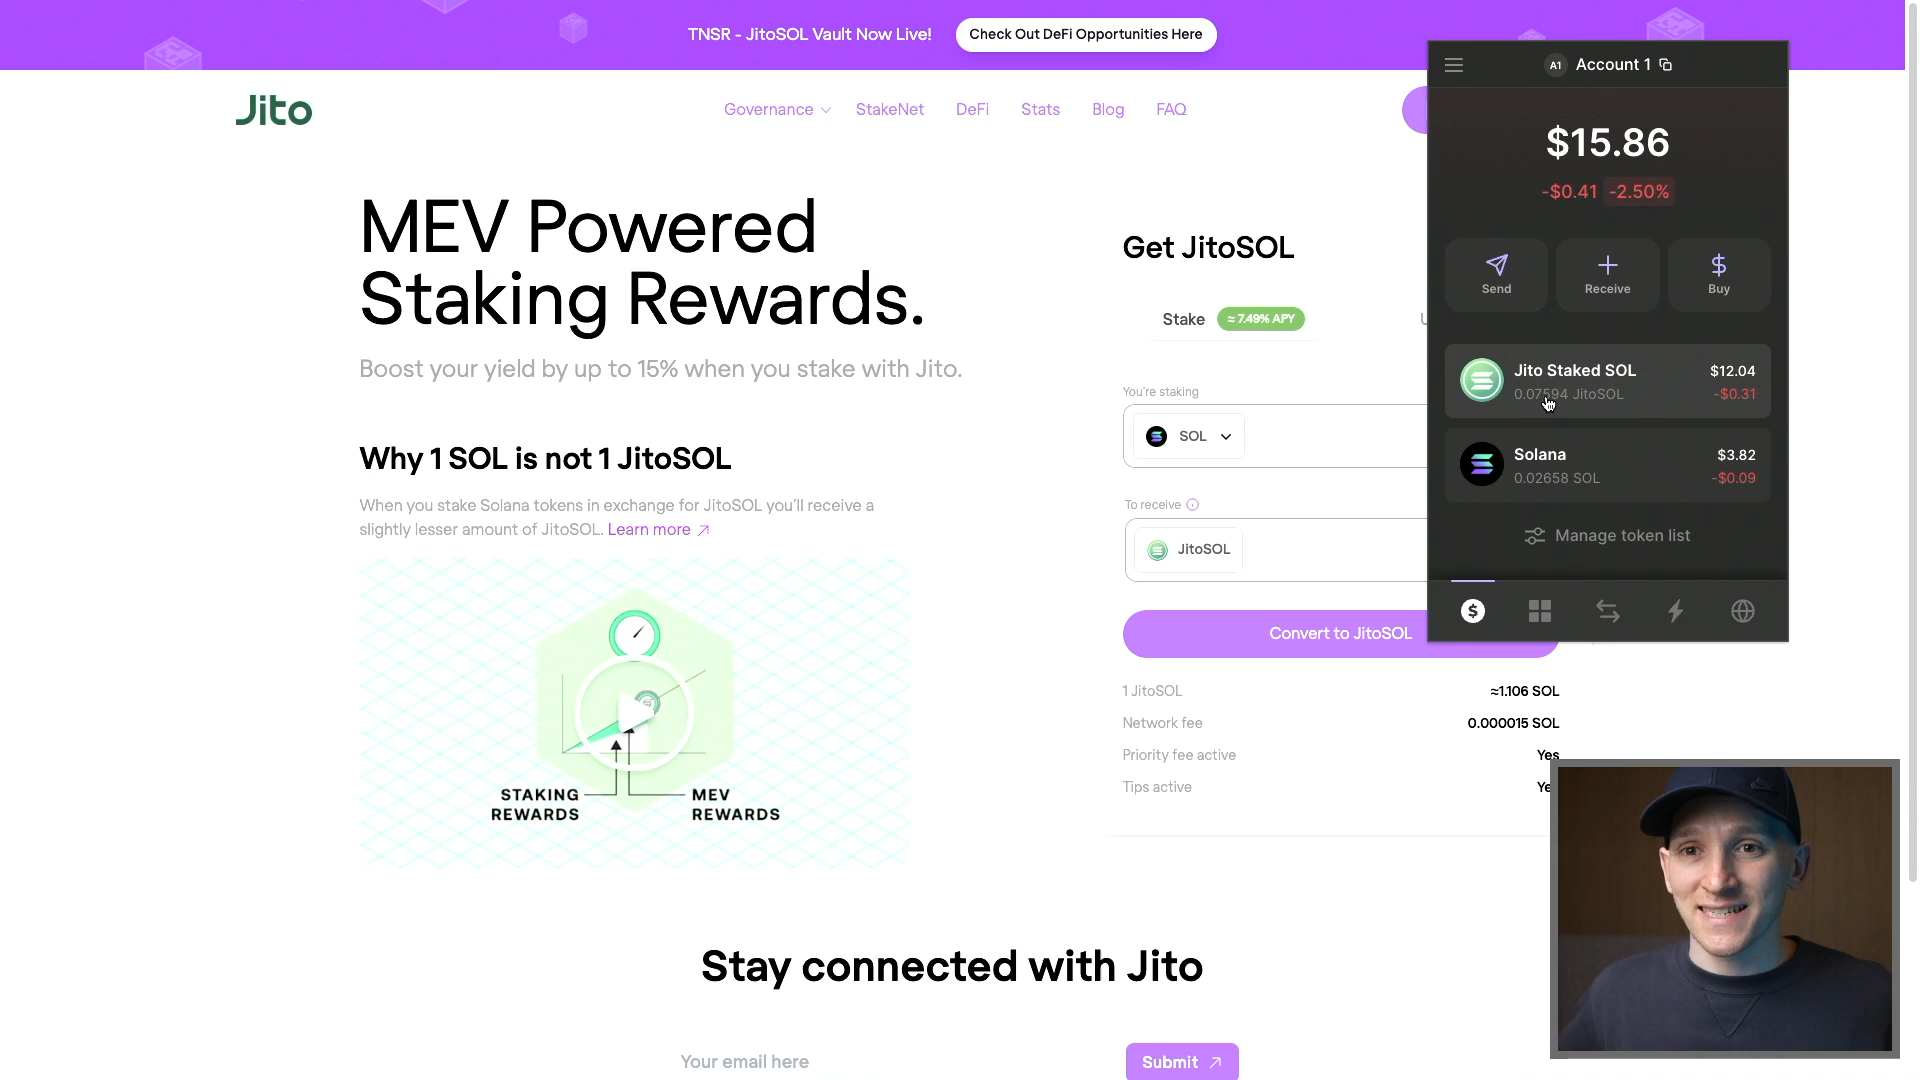 TNSR - JitoSOL Vault Now Live!
Check Out DeFi Opportunities Here
Jito
Governance
StakeNet
DeFi
Stats
Blog
FAQ
MEV Powered
Staking Rewards.
Boost your yield by up to 15% when you stake with Jito.
Why 1 SOL is not 1 JitoSOL
When you stake Solana tokens in exchange for JitoSOL you'll receive a
slightly lesser amount of JitoSOL. Learn more
STAKING
REWARDS
MEV
REWARDS
Get JitoSOL
Stake
≈ 7.49% APY
You're staking
SOL
To receive
JitoSOL
Convert to JitoSOL
1 JitoSOL
≈1.106 SOL
Network fee
0.000015 SOL
Priority fee active
Yes
Tips active
A1
Account 1
$15.86
-$0.41 -2.50%
Send
Receive
Buy
Jito Staked SOL
$12.04
0.07594 JitoSOL
-$0.31
Solana
$3.82
0.02658 SOL
-$0.09
Manage token list
Stay connected with Jito
Your email here
Submit